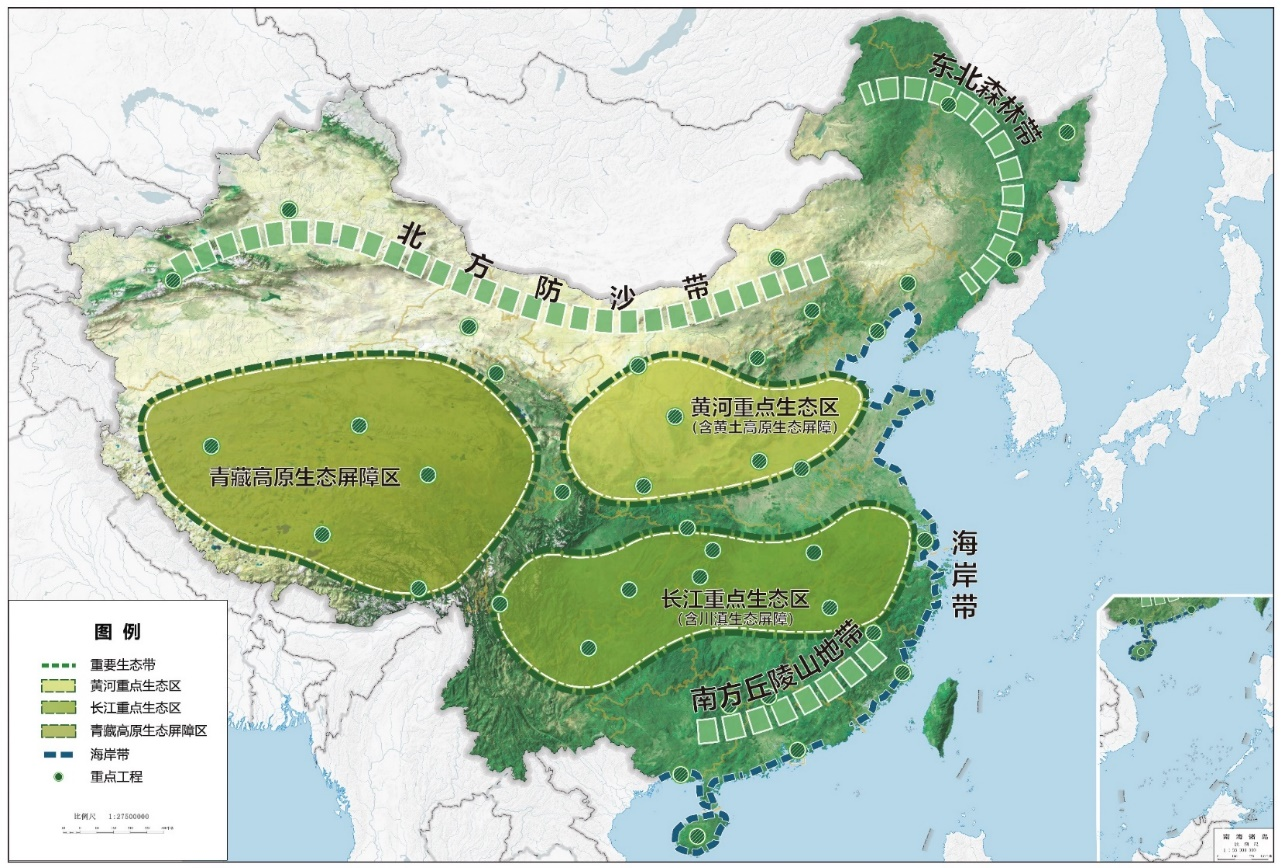 东北森林带
北方防沙带
黄河重点生态区
(含黄土高原生态屏障)
青藏高原生态屏障区
海岸带
长江重点生态区
(含川滇生态屏障)
南方丘陵山地带
图 例
重要生态带
黄河重点生态区
长江重点生态区
青藏高原生态屏障区
海岸带
重点工程
比例尺 1:27500000
南海诸岛